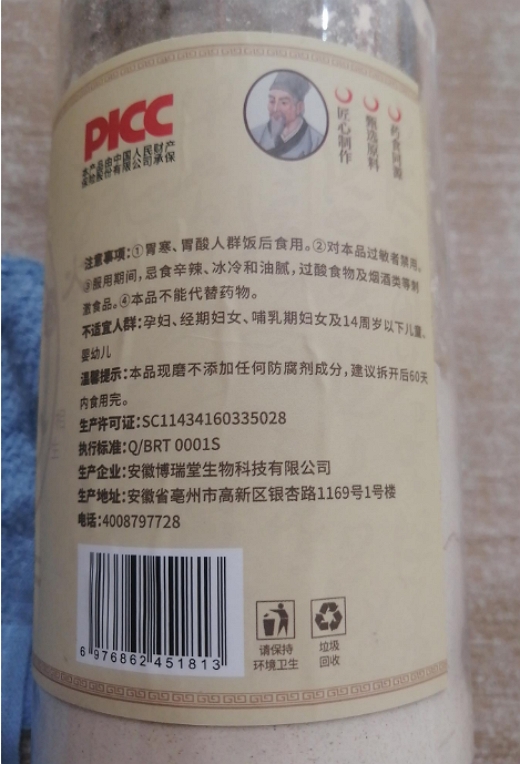 PICC
本产品由中国人民财产
保险股份有限公司承保
药食同源
甄选原料
匠心制作
注意事项:①胃寒、胃酸人群饭后食用。②对本品过敏者禁用。
③服用期间,忌食辛辣、冰冷和油腻,过酸食物及烟酒类等刺
激食品。④本品不能代替药物。
不适宜人群:孕妇、经期妇女、哺乳期妇女及14周岁以下儿童。
婴幼儿
温馨提示:本品现磨不添加任何防腐剂成分,建议拆开后60天
内食用完。
生产许可证:SC11434160335028
执行标准:Q/BRT 0001S
生产企业:安徽博瑞堂生物科技有限公司
生产地址:安徽省亳州市高新区银杏路1169号1号楼
电话:4008797728
6 976862 451813
请保持
环境卫生
垃圾
回收